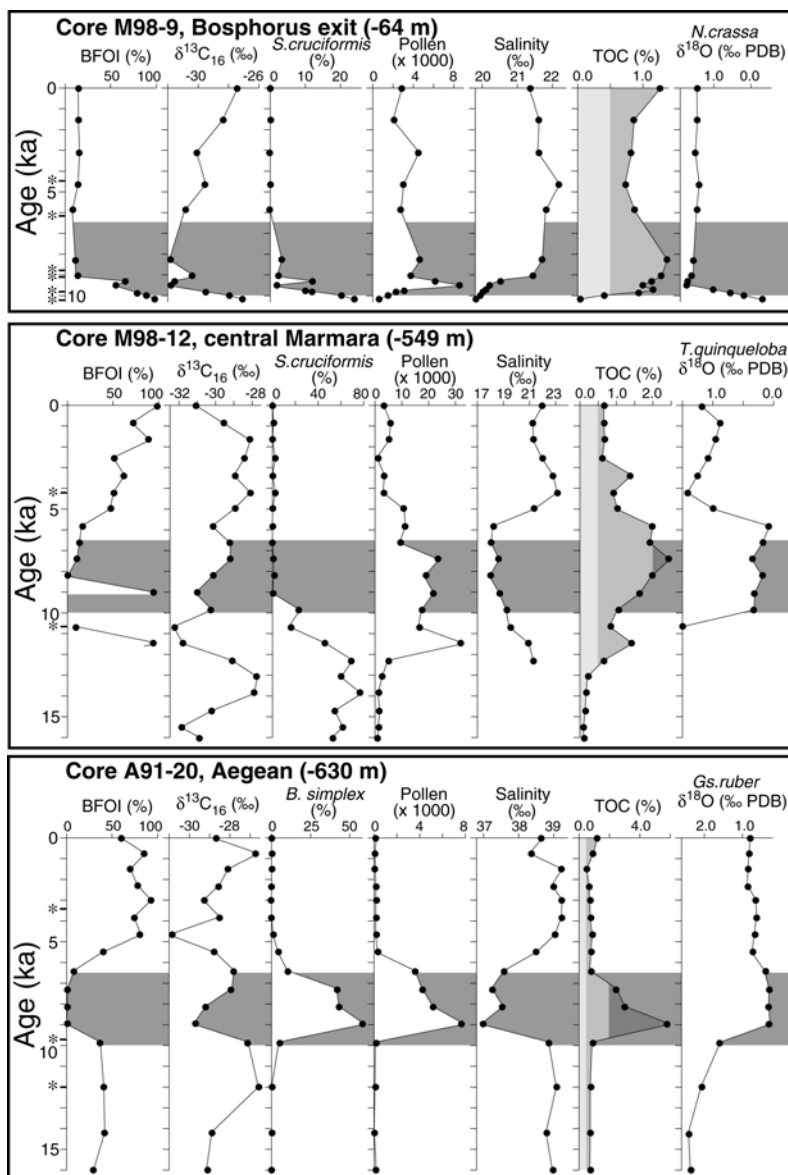 Core M98-9, Bosphorus exit (-64 m)
BFOI (%) δ13C16 (‰) S.cruciformis (%) Pollen (x 1000) Salinity (‰) TOC (%) N.crassa δ18O (‰ PDB)
50 100 -30 -26 0 10 20 0 4 8 20 21 22 0.0 1.0 1.0 0.0
0
* 5
*
*
*
*
* 10
Age (ka)
Core M98-12, central Marmara (-549 m)
BFOI (%) δ13C16 (‰) S.cruciformis (%) Pollen (x 1000) Salinity (‰) TOC (%) T.quinqueloba δ18O (‰ PDB)
50 100 -32 -28 0 40 80 0 10 20 30 17 19 21 23 0.0 1.0 2.0 1.0 0.0
0
*
5
10
*
15
Age (ka)
Core A91-20, Aegean (-630 m)
BFOI (%) δ13C16 (‰) B. simplex (%) Pollen (x 1000) Salinity (‰) TOC (%) Gs.ruber δ18O (‰ PDB)
0 50 100 -30 -28 0 25 50 0 4 8 37 38 39 0 4.0 2.0 1.0
0
*
5
*
10
*
15
Age (ka)